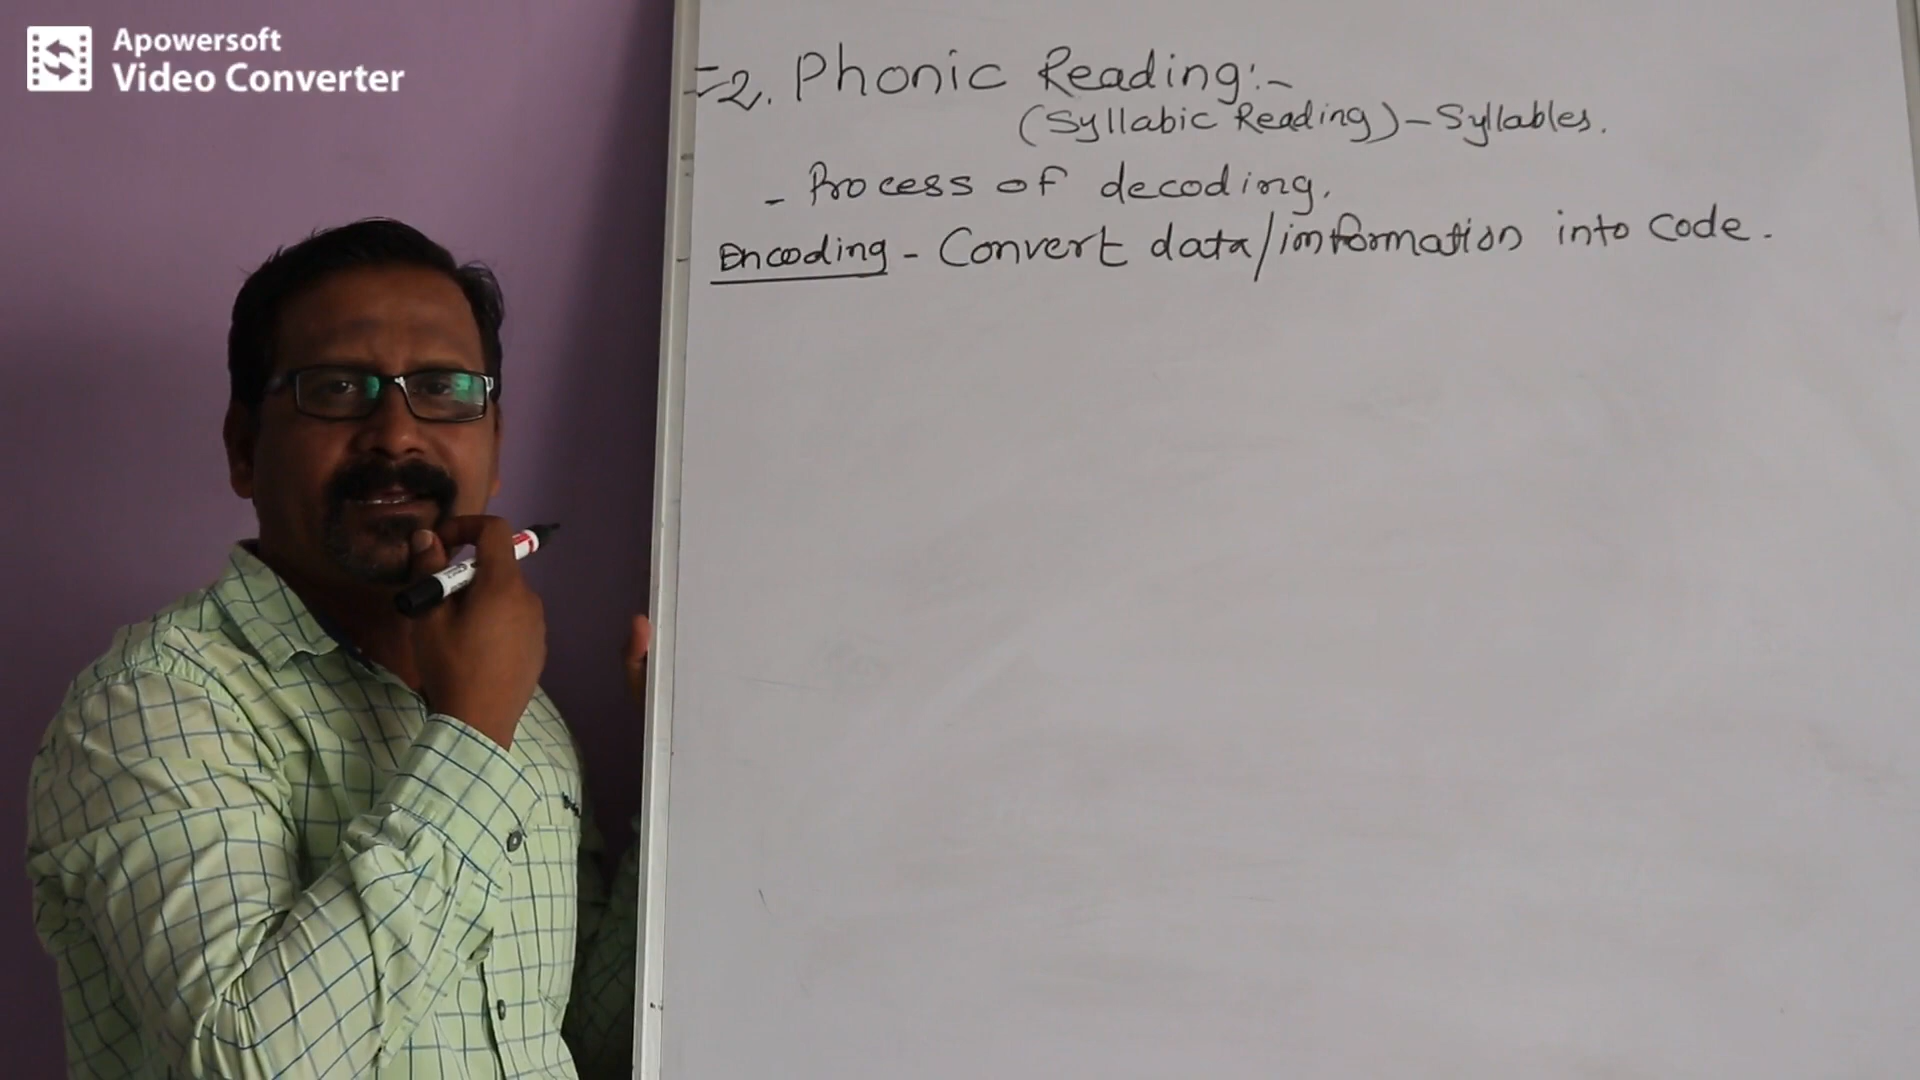 Apowersoft
Video Converter
=2. Phonic Reading:-
(Syllabic Reading) - Syllables.
- Process of decoding.
Encoding - Convert data/information into code.